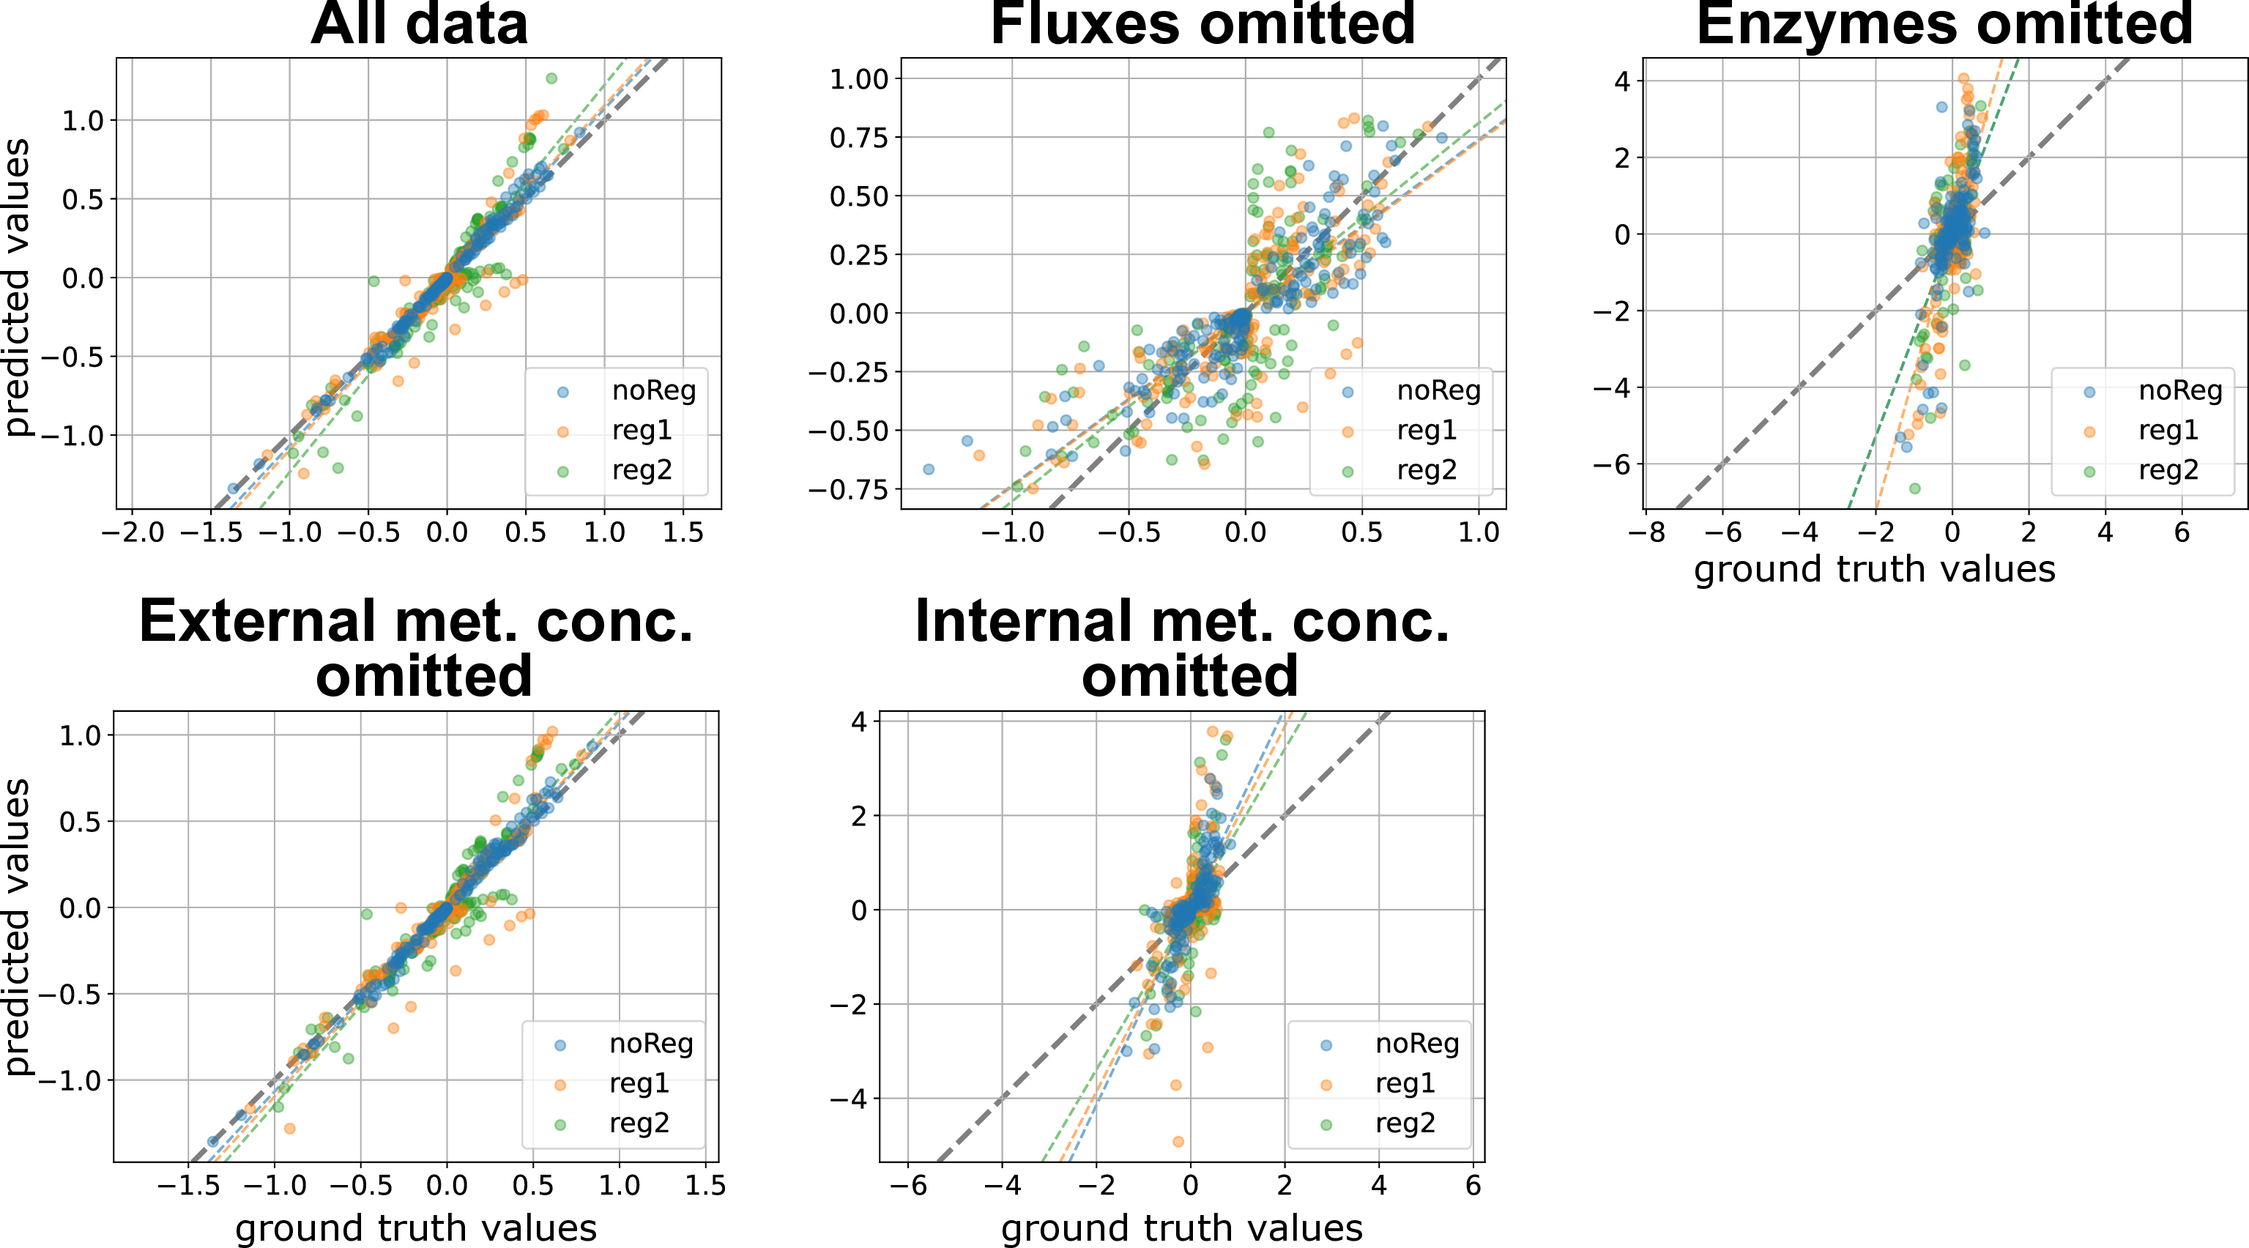 All data
Fluxes omitted
Enzymes omitted
predicted values
1.0
0.5
0.0
−0.5
−1.0
−2.0 −1.5 −1.0 −0.5 0.0 0.5 1.0 1.5
noReg
reg1
reg2
1.00
0.75
0.50
0.25
0.00
−0.25
−0.50
−0.75
−1.0 −0.5 0.0 0.5 1.0
noReg
reg1
reg2
4
2
0
−2
−4
−6
−8 −6 −4 −2 0 2 4 6
noReg
reg1
reg2
ground truth values
External met. conc.
omitted
Internal met. conc.
omitted
predicted values
1.0
0.5
0.0
−0.5
−1.0
−1.5 −1.0 −0.5 0.0 0.5 1.0 1.5
noReg
reg1
reg2
ground truth values
4
2
0
−2
−4
−6 −4 −2 0 2 4 6
noReg
reg1
reg2
ground truth values